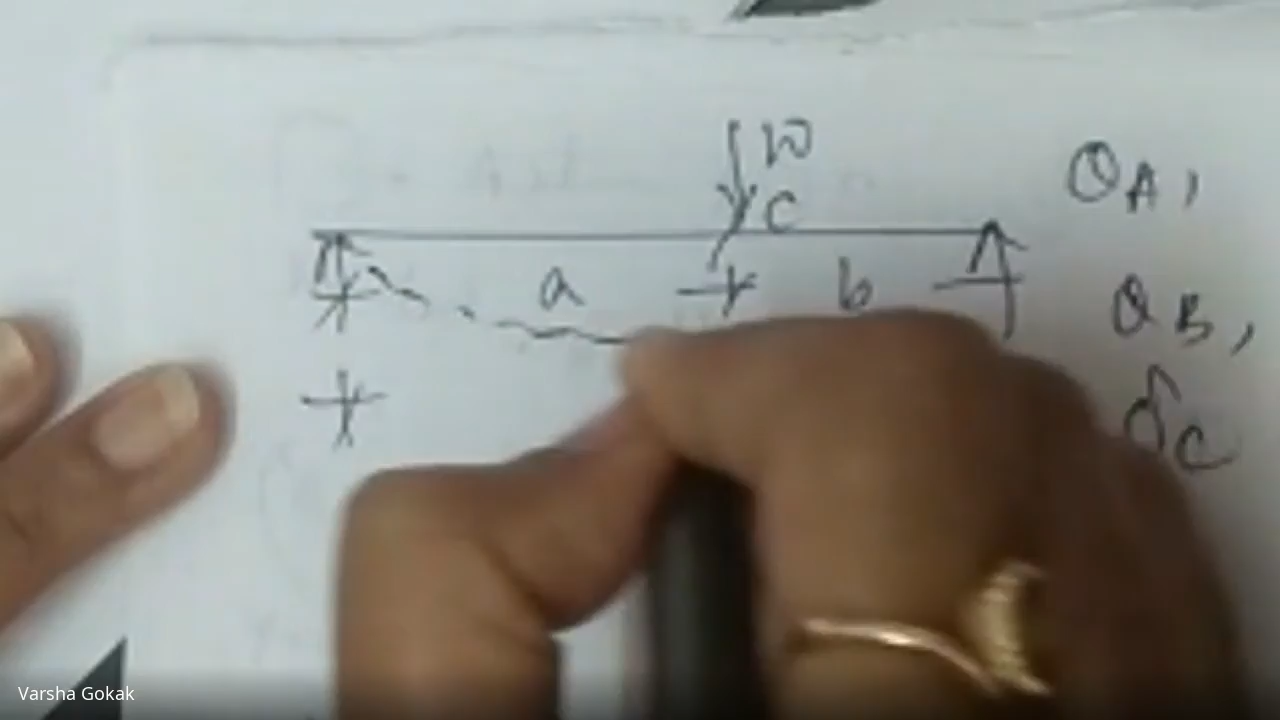 W
C
a b
θA,
θB,
δC
Varsha Gokak